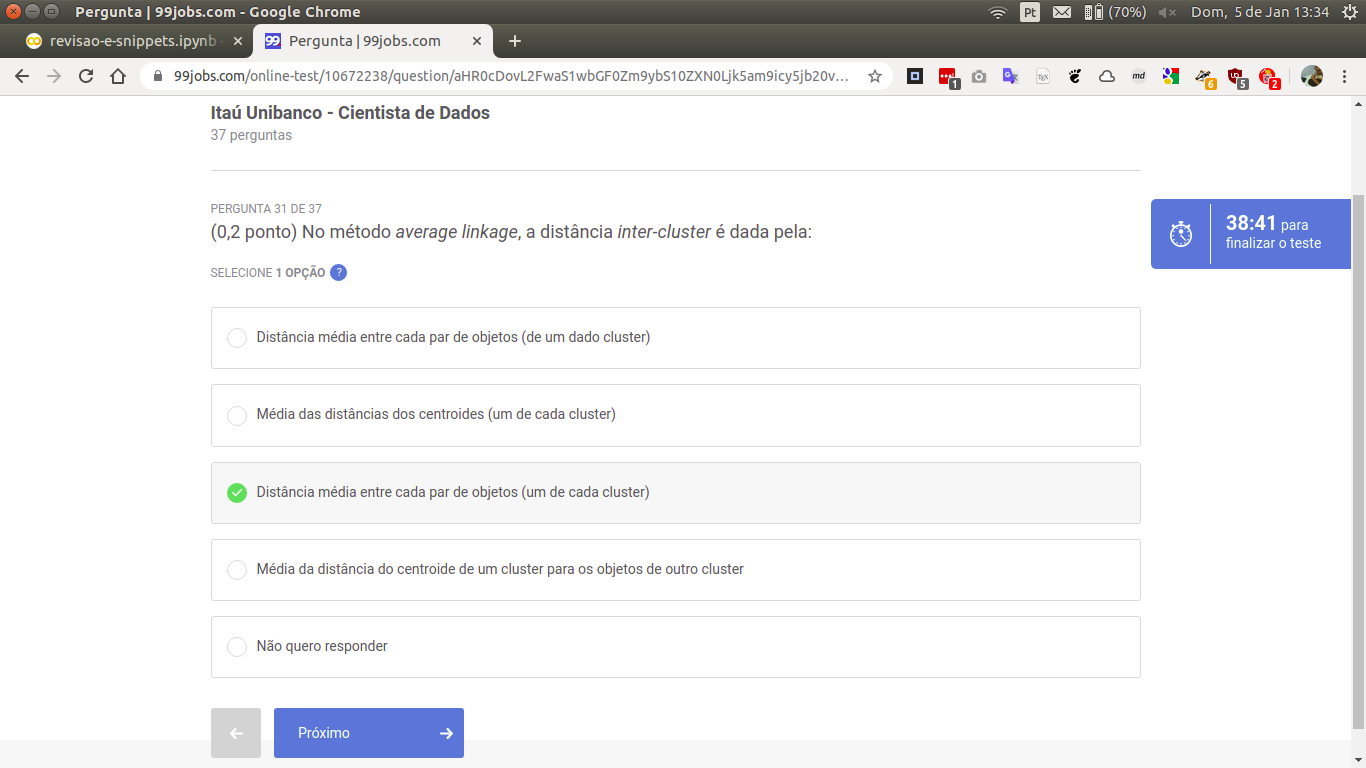 Pergunta | 99jobs.com - Google Chrome
Pt
(70%)
Dom, 5 de Jan 13:34
revisao-e-snippets.ipynb
99 Pergunta | 99jobs.com
99jobs.com/online-test/10672238/question/aHR0cDovL2FwaS1wbGF0Zm9ybS10ZXN0Ljk5am9icy5jb20v...
1
md
6
5
2
Itaú Unibanco - Cientista de Dados
37 perguntas
PERGUNTA 31 DE 37
(0,2 ponto) No método average linkage, a distância inter-cluster é dada pela:
38:41 para
finalizar o teste
SELECIONE 1 OPÇÃO ?
Distância média entre cada par de objetos (de um dado cluster)
Média das distâncias dos centroides (um de cada cluster)
Distância média entre cada par de objetos (um de cada cluster)
Média da distância do centroide de um cluster para os objetos de outro cluster
Não quero responder
Próximo